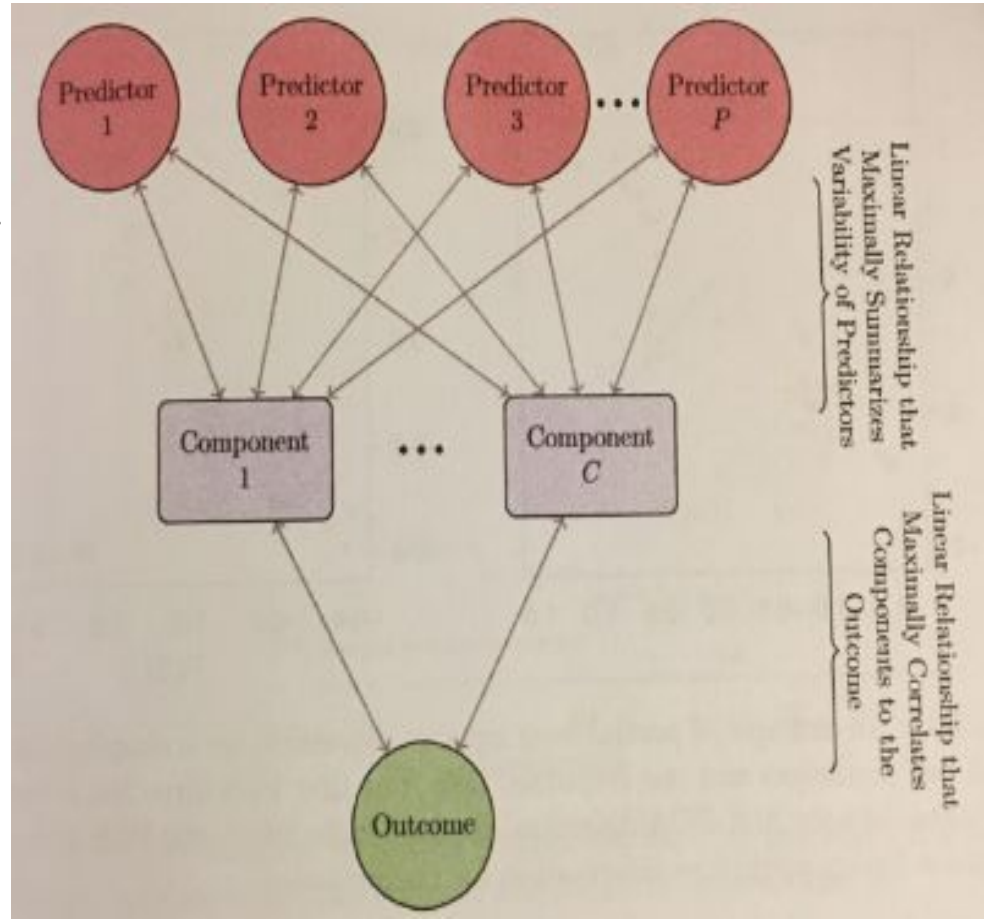 Predictor
1
Predictor
2
Predictor
3
...
Predictor
P
Linear Relationship that
Maximally Summarizes
Variability of Predictors
Component
1
...
Component
C
Linear Relationship that
Maximally Correlates
Components to the
Outcome
Outcome